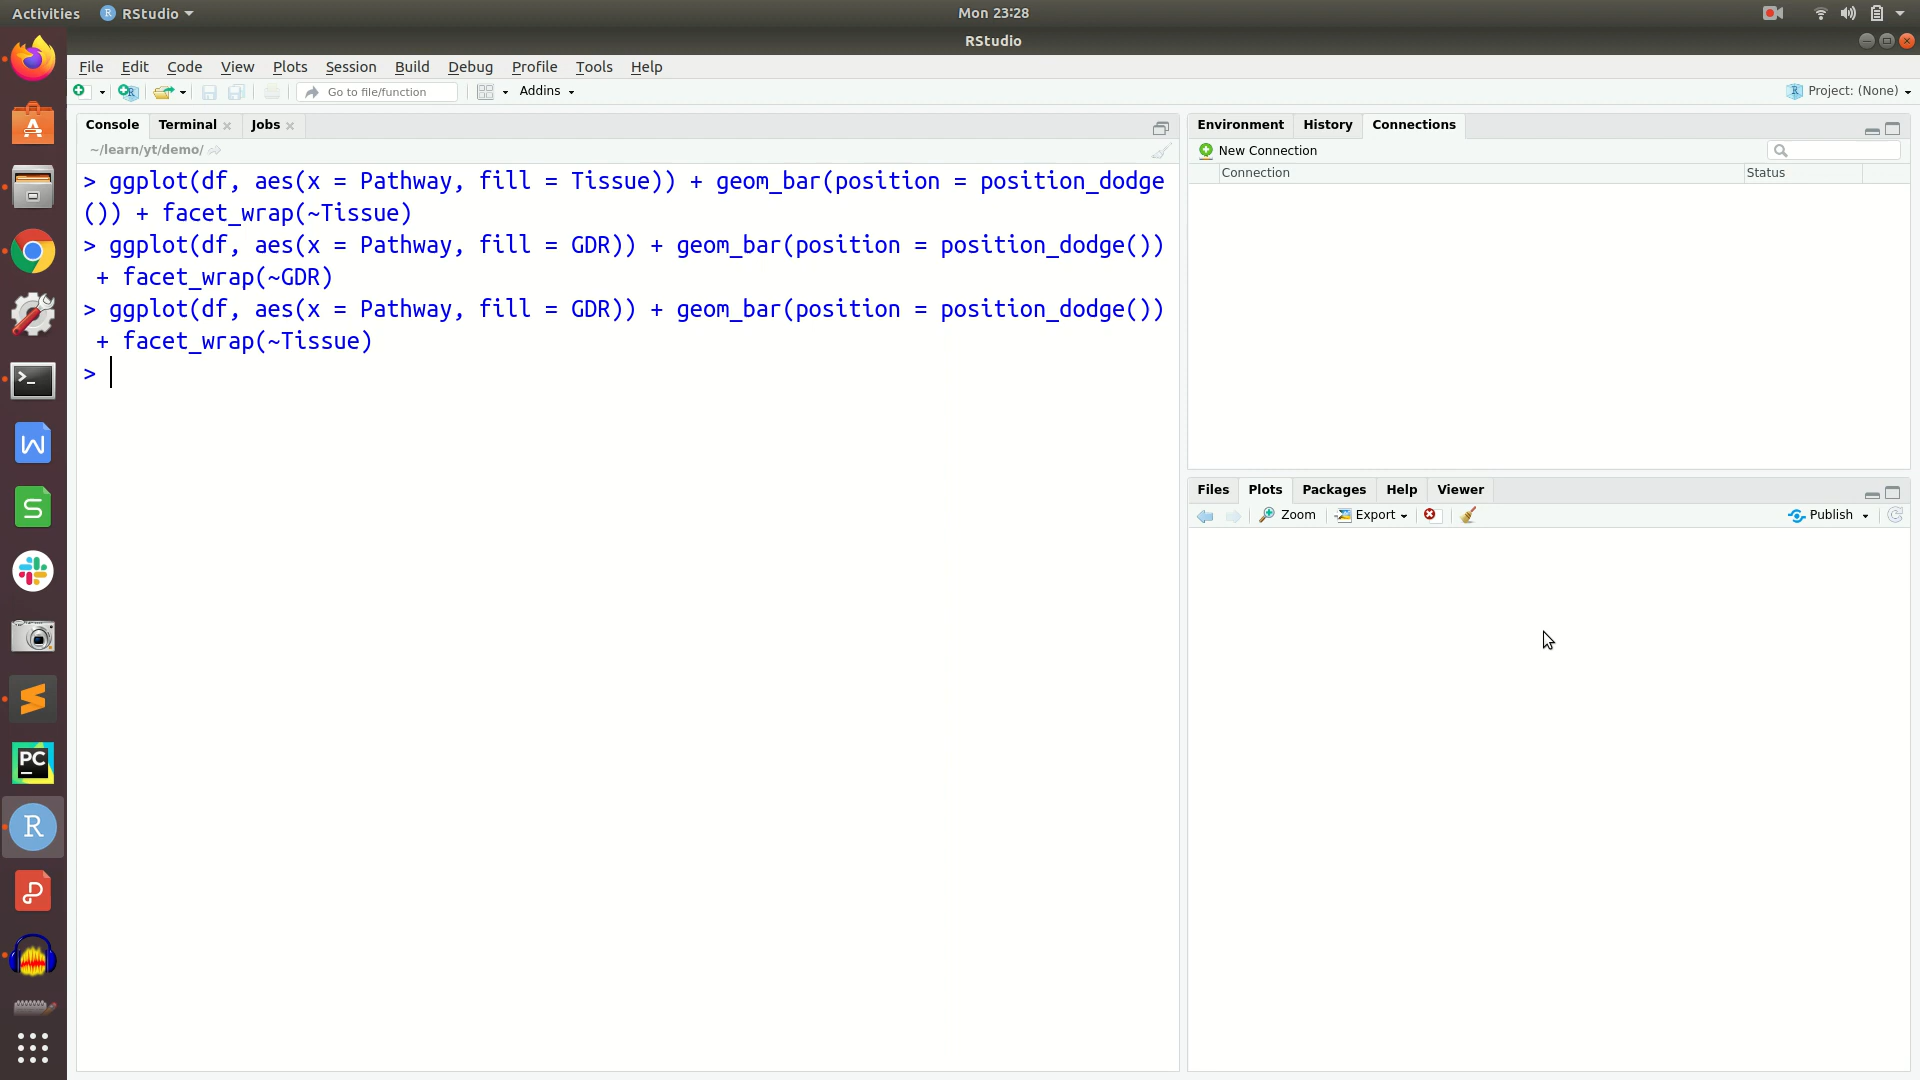 Activities RStudio Mon 23:28
RStudio
File Edit Code View Plots Session Build Debug Profile Tools Help
Go to file/function Addins Project: (None)
Console Terminal Jobs
~/learn/yt/demo/
> ggplot(df, aes(x = Pathway, fill = Tissue)) + geom_bar(position = position_dodge
()) + facet_wrap(~Tissue)
> ggplot(df, aes(x = Pathway, fill = GDR)) + geom_bar(position = position_dodge())
+ facet_wrap(~GDR)
> ggplot(df, aes(x = Pathway, fill = GDR)) + geom_bar(position = position_dodge())
+ facet_wrap(~Tissue)
>
Environment History Connections
New Connection
Connection Status
Files Plots Packages Help Viewer
Zoom Export Publish
A
>_
W
S
PC
R
P